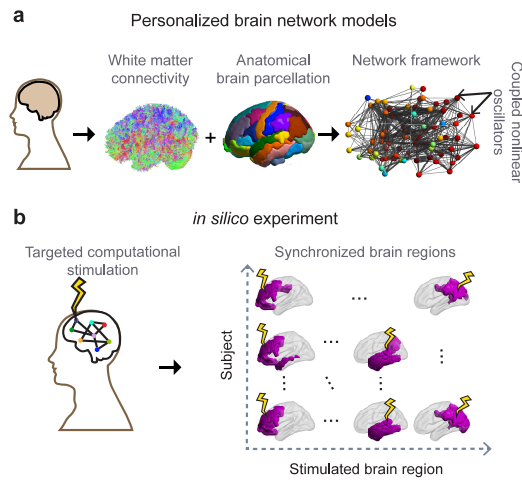 a
Personalized brain network models
White matter
connectivity
Anatomical
brain parcellation
Network framework
Coupled nonlinear
oscillators
+
b
in silico experiment
Targeted computational
stimulation
Synchronized brain regions
Subject
Stimulated brain region